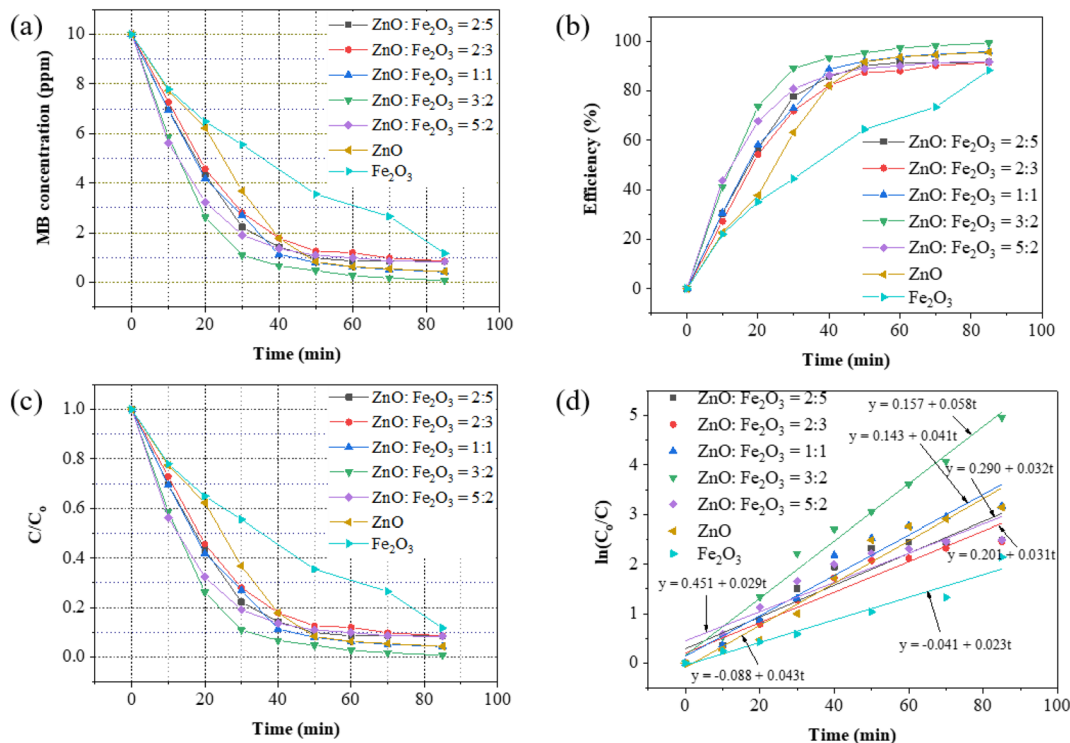 (a)
MB concentration (ppm)
10
8
6
4
2
0
0 20 40 60 80 100
Time (min)
ZnO: Fe₂O₃ = 2:5
ZnO: Fe₂O₃ = 2:3
ZnO: Fe₂O₃ = 1:1
ZnO: Fe₂O₃ = 3:2
ZnO: Fe₂O₃ = 5:2
ZnO
Fe₂O₃
(b)
Efficiency (%)
100
80
60
40
20
0
0 20 40 60 80 100
Time (min)
ZnO: Fe₂O₃ = 2:5
ZnO: Fe₂O₃ = 2:3
ZnO: Fe₂O₃ = 1:1
ZnO: Fe₂O₃ = 3:2
ZnO: Fe₂O₃ = 5:2
ZnO
Fe₂O₃
(c)
C/Cₒ
1.0
0.8
0.6
0.4
0.2
0.0
0 20 40 60 80 100
Time (min)
ZnO: Fe₂O₃ = 2:5
ZnO: Fe₂O₃ = 2:3
ZnO: Fe₂O₃ = 1:1
ZnO: Fe₂O₃ = 3:2
ZnO: Fe₂O₃ = 5:2
ZnO
Fe₂O₃
(d)
ln(Cₒ/C)
5
4
3
2
1
0
0 20 40 60 80 100
Time (min)
ZnO: Fe₂O₃ = 2:5
ZnO: Fe₂O₃ = 2:3
ZnO: Fe₂O₃ = 1:1
ZnO: Fe₂O₃ = 3:2
ZnO: Fe₂O₃ = 5:2
ZnO
Fe₂O₃
y = 0.157 + 0.058t
y = 0.143 + 0.041t
y = 0.290 + 0.032t
y = 0.201 + 0.031t
y = 0.451 + 0.029t
y = -0.041 + 0.023t
y = -0.088 + 0.043t